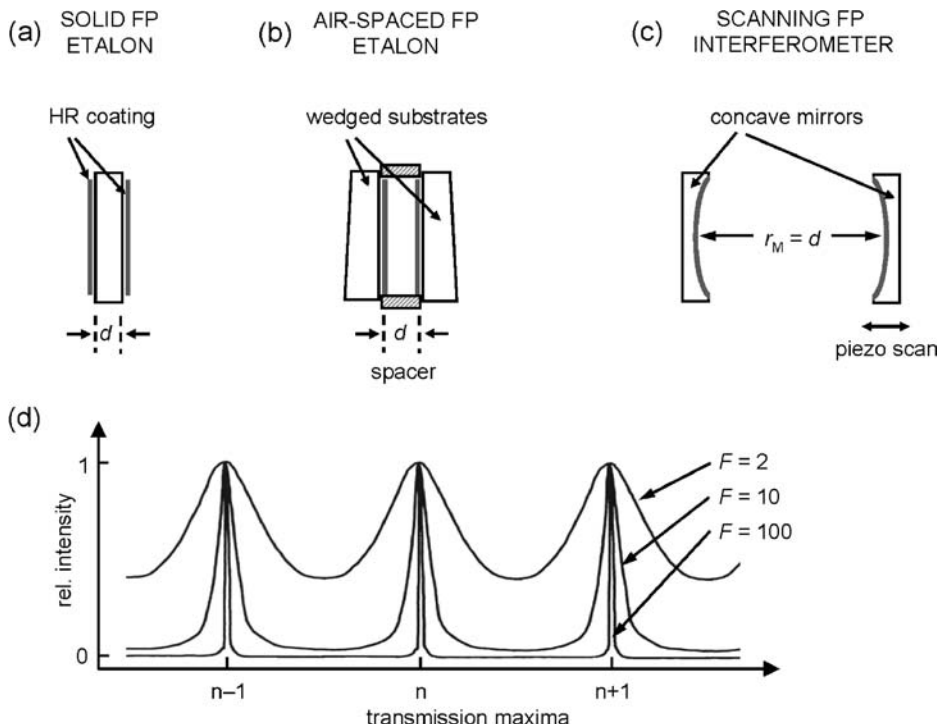 (a)
SOLID FP
ETALON
HR coating
d
(b)
AIR-SPACED FP
ETALON
wedged substrates
d
spacer
(c)
SCANNING FP
INTERFEROMETER
concave mirrors
r_M = d
piezo scan
(d)
rel. intensity
1
0
F = 2
F = 10
F = 100
n–1
n
n+1
transmission maxima